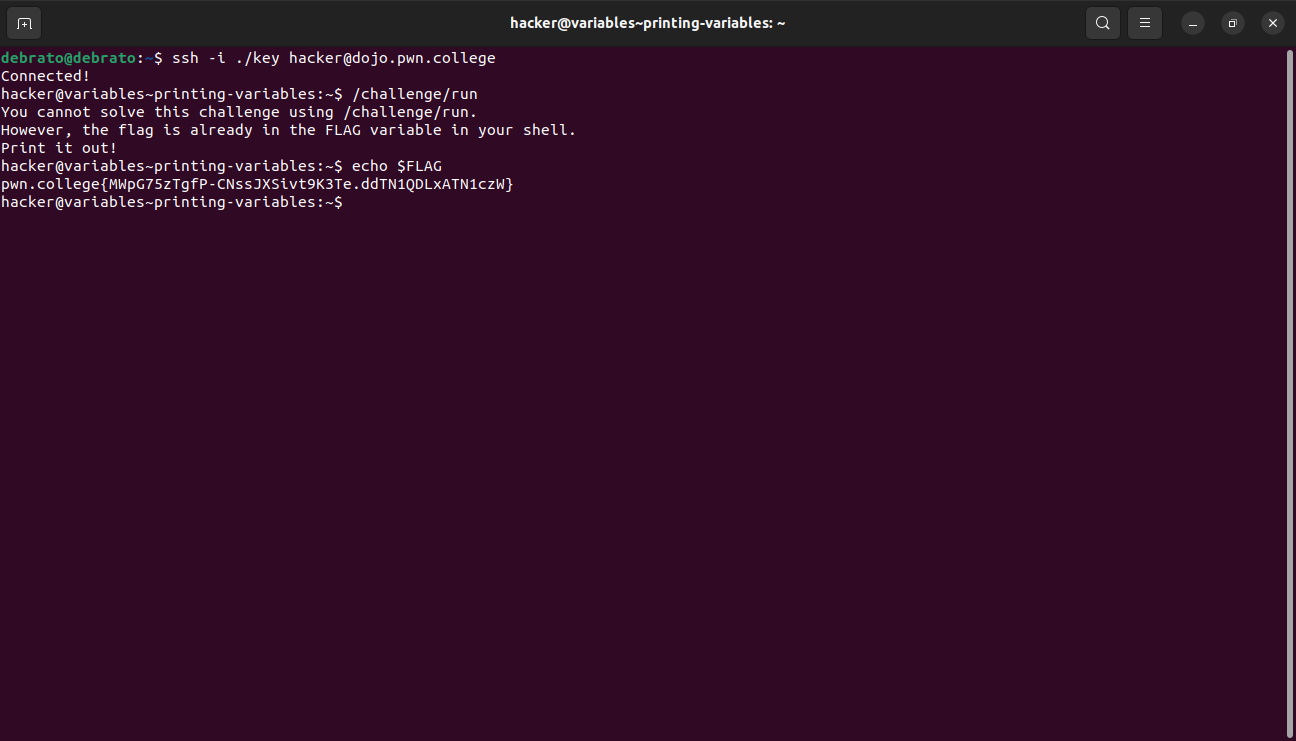 hacker@variables~printing-variables: ~
debrato@debrato:~$ ssh -i ./key hacker@dojo.pwn.college
Connected!
hacker@variables~printing-variables:~$ /challenge/run
You cannot solve this challenge using /challenge/run.
However, the flag is already in the FLAG variable in your shell.
Print it out!
hacker@variables~printing-variables:~$ echo $FLAG
pwn.college{MWpG75zTgfP-CNssJXSivt9K3Te.ddTN1QDLxATN1czW}
hacker@variables~printing-variables:~$